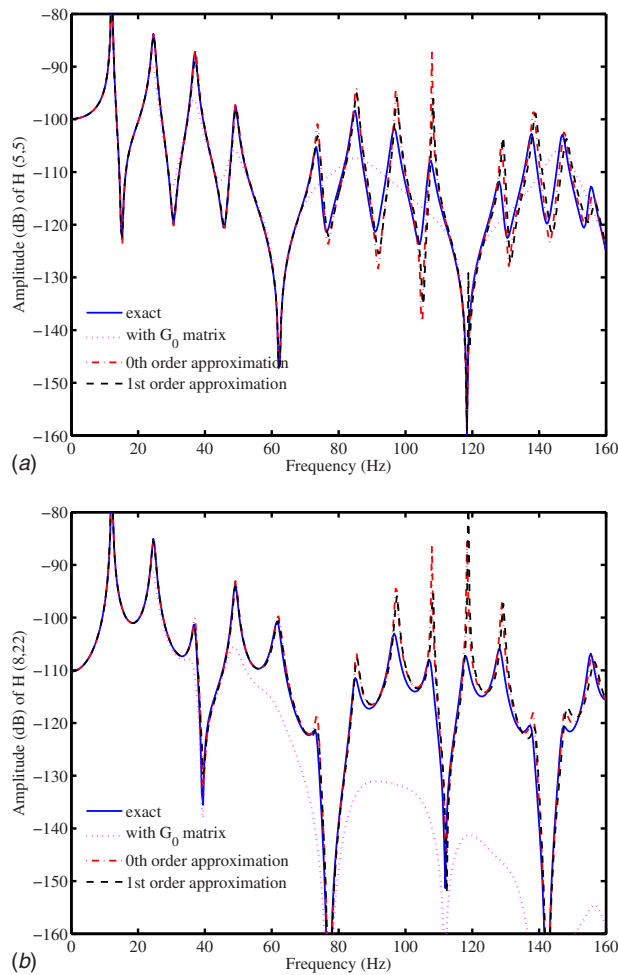 −80
−90
−100
−110
−120
−130
−140
−150
−160
Amplitude (dB) of H (5,5)
exact
with G₀ matrix
0th order approximation
1st order approximation
0 20 40 60 80 100 120 140 160
Frequency (Hz)
(a)
−80
−90
−100
−110
−120
−130
−140
−150
−160
Amplitude (dB) of H (8,22)
exact
with G₀ matrix
0th order approximation
1st order approximation
0 20 40 60 80 100 120 140 160
Frequency (Hz)
(b)